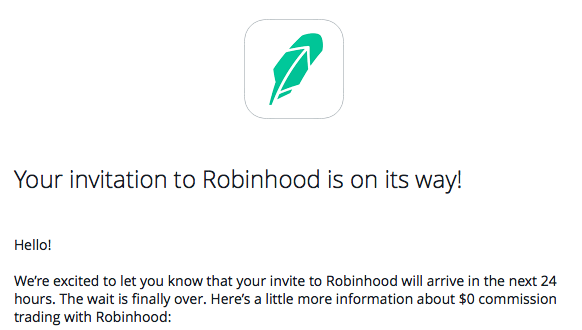 Your invitation to Robinhood is on its way!
Hello!
We're excited to let you know that your invite to Robinhood will arrive in the next 24
hours. The wait is finally over. Here's a little more information about $0 commission
trading with Robinhood: